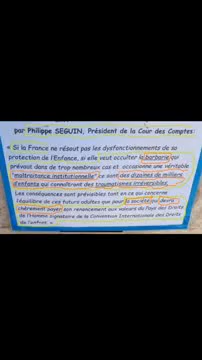 par Philippe SEGUIN, Président de la Cour des Comptes:
« Si la France ne résout pas les dysfonctionnements de sa
protection de l'Enfance, si elle veut occulter la barbarie qui
prévaut dans de trop nombreux cas et occasionne une véritable
"maltraitance institutionnelle" ce sont des dizaines de milliers
d'enfants qui connaîtront des traumatismes irréversibles.
Les conséquences sont prévisibles tant en ce qui concerne
l'équilibre de ces futurs adultes que pour la société qui devra
chèrement payer son renoncement aux valeurs du Pays des Droits
de l'Homme signataire de la Convention Internationale des Droits
de l'enfant. »